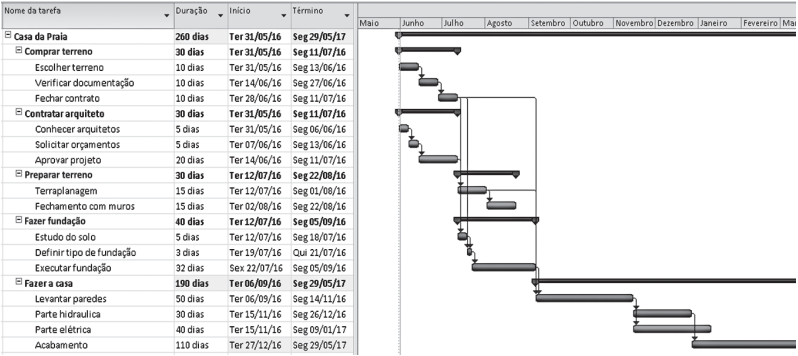 Nome da tarefa Duração Início Término
Maio Junho Julho Agosto Setembro Outubro Novembro Dezembro Janeiro Fevereiro Mar
Casa da Praia 260 dias Ter 31/05/16 Seg 29/05/17
Comprar terreno 30 dias Ter 31/05/16 Seg 11/07/16
Escolher terreno 10 dias Ter 31/05/16 Seg 13/06/16
Verificar documentação 10 dias Ter 14/06/16 Seg 27/06/16
Fechar contrato 10 dias Ter 28/06/16 Seg 11/07/16
Contratar arquiteto 30 dias Ter 31/05/16 Seg 11/07/16
Conhecer arquitetos 5 dias Ter 31/05/16 Seg 06/06/16
Solicitar orçamentos 5 dias Ter 07/06/16 Seg 13/06/16
Aprovar projeto 20 dias Ter 14/06/16 Seg 11/07/16
Preparar terreno 30 dias Ter 12/07/16 Seg 22/08/16
Terraplanagem 15 dias Ter 12/07/16 Seg 01/08/16
Fechamento com muros 15 dias Ter 02/08/16 Seg 22/08/16
Fazer fundação 40 dias Ter 12/07/16 Seg 05/09/16
Estudo do solo 5 dias Ter 12/07/16 Seg 18/07/16
Definir tipo de fundação 3 dias Ter 19/07/16 Qui 21/07/16
Executar fundação 32 dias Sex 22/07/16 Seg 05/09/16
Fazer a casa 190 dias Ter 06/09/16 Seg 29/05/17
Levantar paredes 50 dias Ter 06/09/16 Seg 14/11/16
Parte hidraulica 30 dias Ter 15/11/16 Seg 26/12/16
Parte elétrica 40 dias Ter 15/11/16 Seg 09/01/17
Acabamento 110 dias Ter 27/12/16 Seg 29/05/17